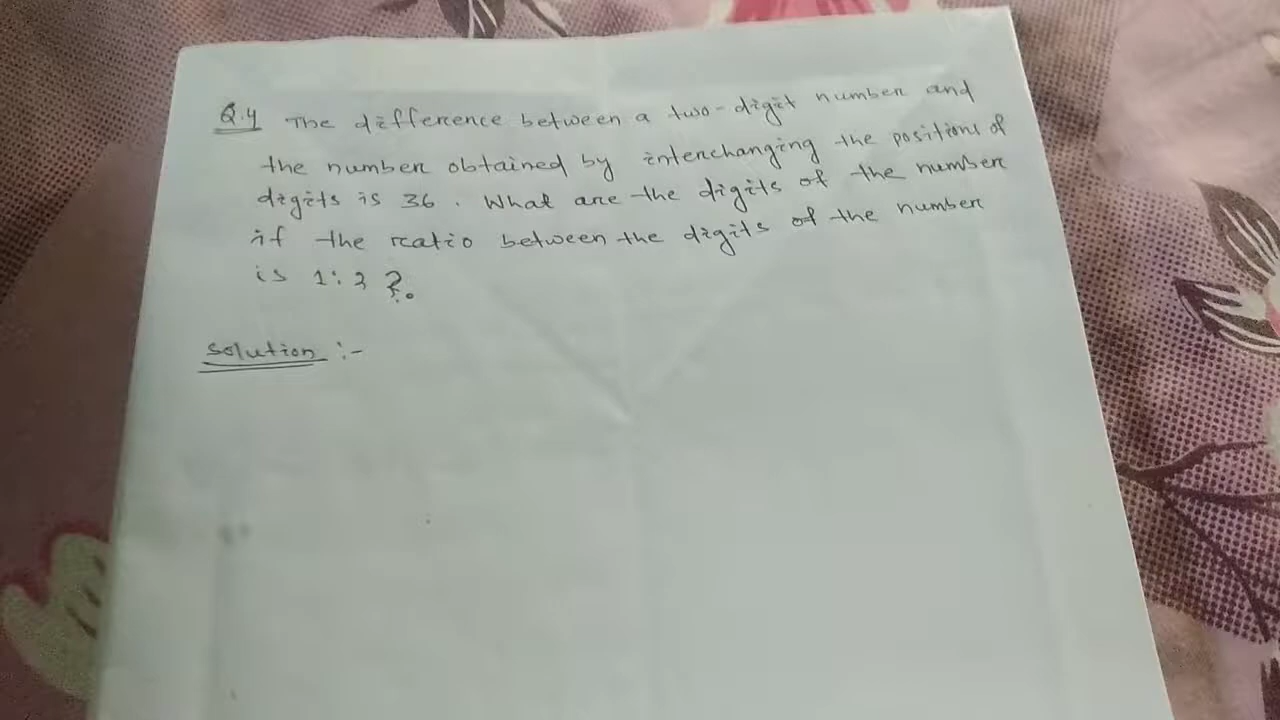 Q.4 The difference between a two-digit number and
the number obtained by interchanging the positions of
digits is 36. What are the digits of the number
if the ratio between the digits of the number
is 1:2 ?.
Solution :-